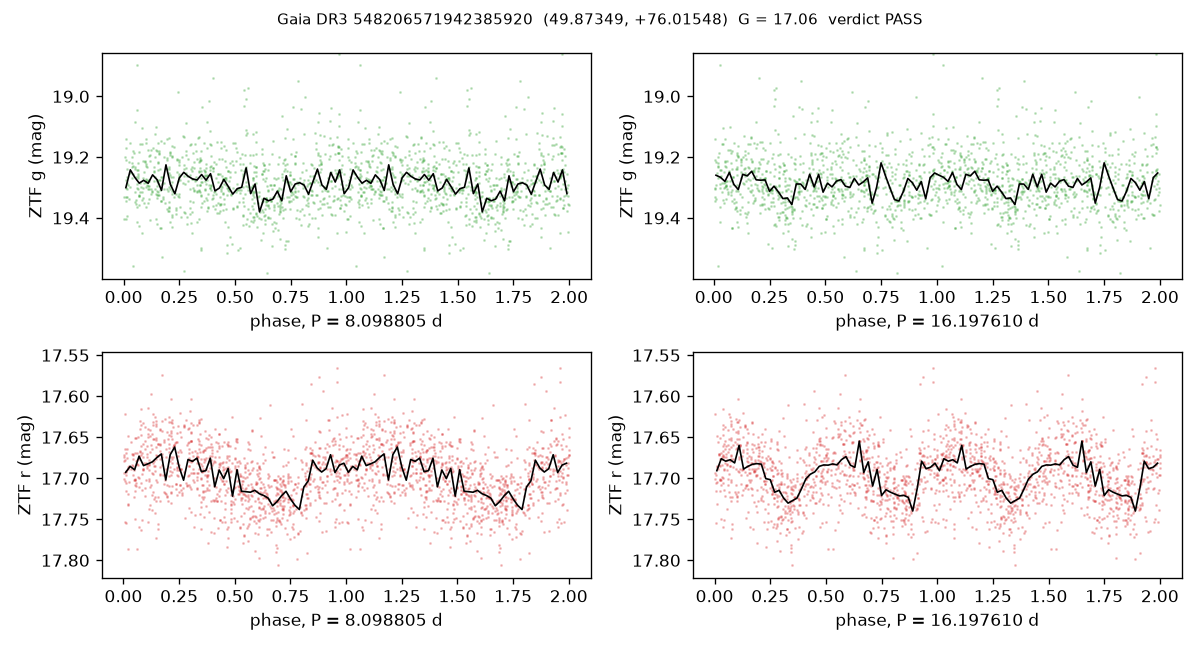 Gaia DR3 548206571942385920 (49.87349, +76.01548) G = 17.06 verdict PASS
ZTF g (mag)
19.0
19.2
19.4
0.00 0.25 0.50 0.75 1.00 1.25 1.50 1.75 2.00
phase, P = 8.098805 d
ZTF g (mag)
19.0
19.2
19.4
0.00 0.25 0.50 0.75 1.00 1.25 1.50 1.75 2.00
phase, P = 16.197610 d
ZTF r (mag)
17.55
17.60
17.65
17.70
17.75
17.80
0.00 0.25 0.50 0.75 1.00 1.25 1.50 1.75 2.00
phase, P = 8.098805 d
ZTF r (mag)
17.55
17.60
17.65
17.70
17.75
17.80
0.00 0.25 0.50 0.75 1.00 1.25 1.50 1.75 2.00
phase, P = 16.197610 d